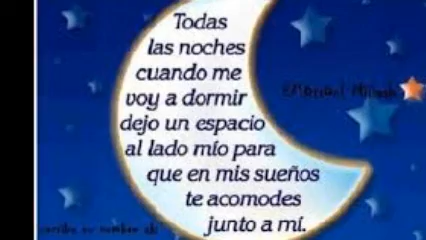 Todas
las noches
cuando me
voy a dormir
dejo un espacio
al lado mío para
que en mis sueños
te acomodes
junto a mí.